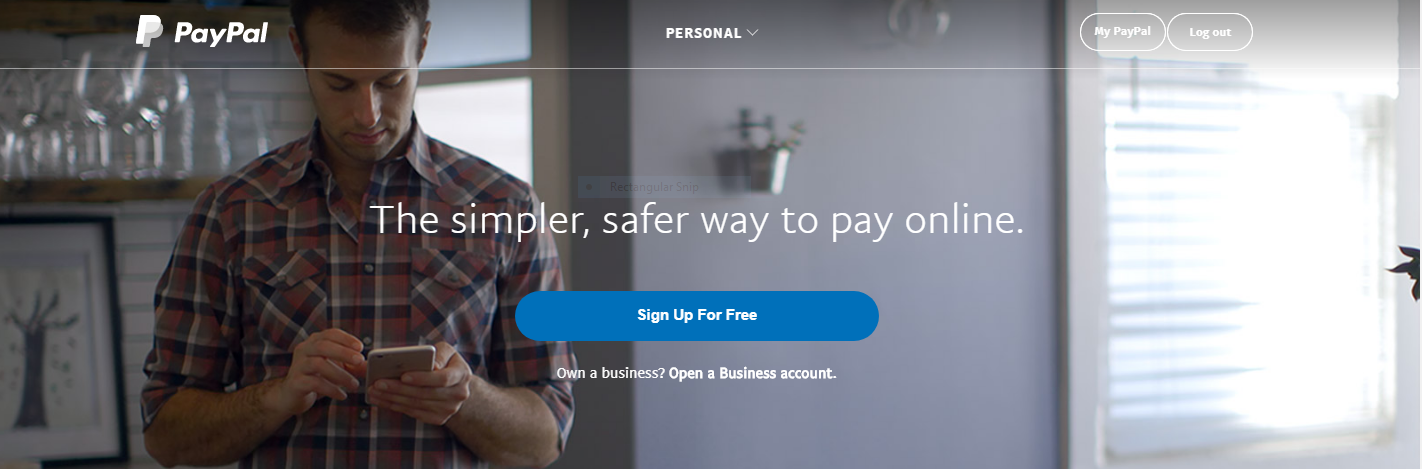 PayPal
PERSONAL
My PayPal
Log out
Rectangular Snip
The simpler, safer way to pay online.
Sign Up For Free
Own a business? Open a Business account.